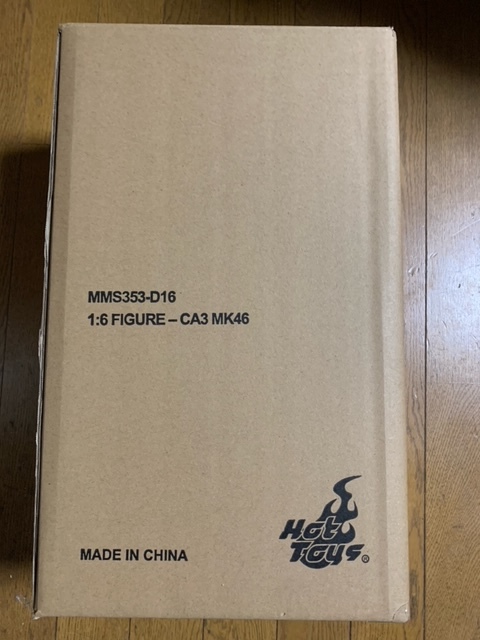 MMS353-D16
1:6 FIGURE – CA3 MK46
Hot
Toys®
MADE IN CHINA